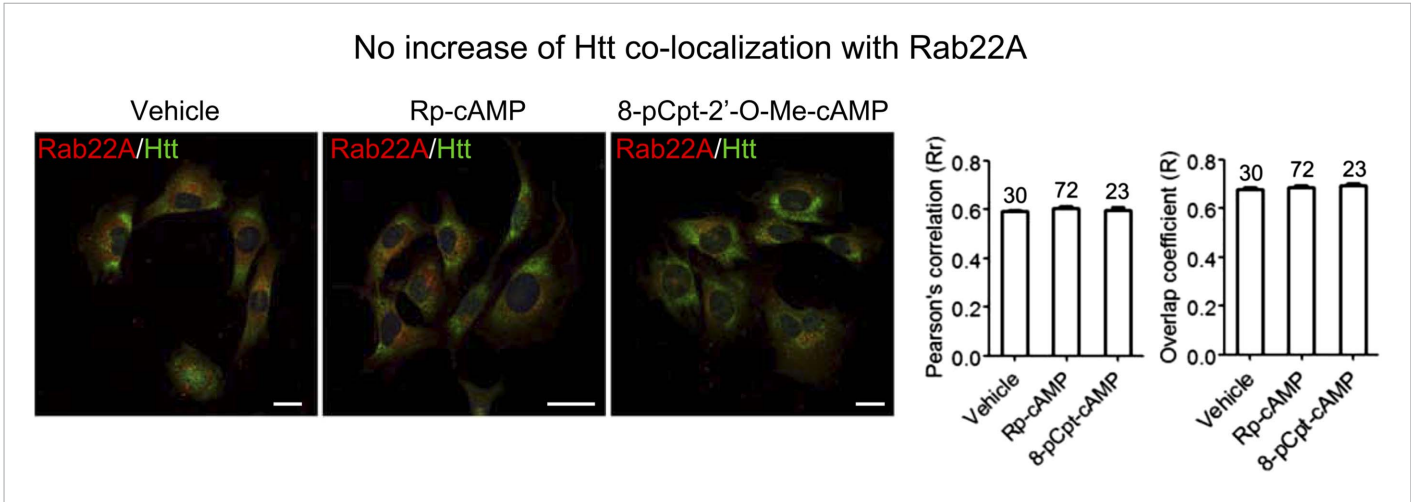 No increase of Htt co-localization with Rab22A
Vehicle
Rp-cAMP
8-pCpt-2’-O-Me-cAMP
Rab22A/Htt
Rab22A/Htt
Rab22A/Htt
Pearson's correlation (Rr)
0.8
0.6
0.4
0.2
0.0
30
72
23
Vehicle
Rp-cAMP
8-pCpt-cAMP
Overlap coefficient (R)
0.8
0.6
0.4
0.2
0.0
30
72
23
Vehicle
Rp-cAMP
8-pCpt-cAMP